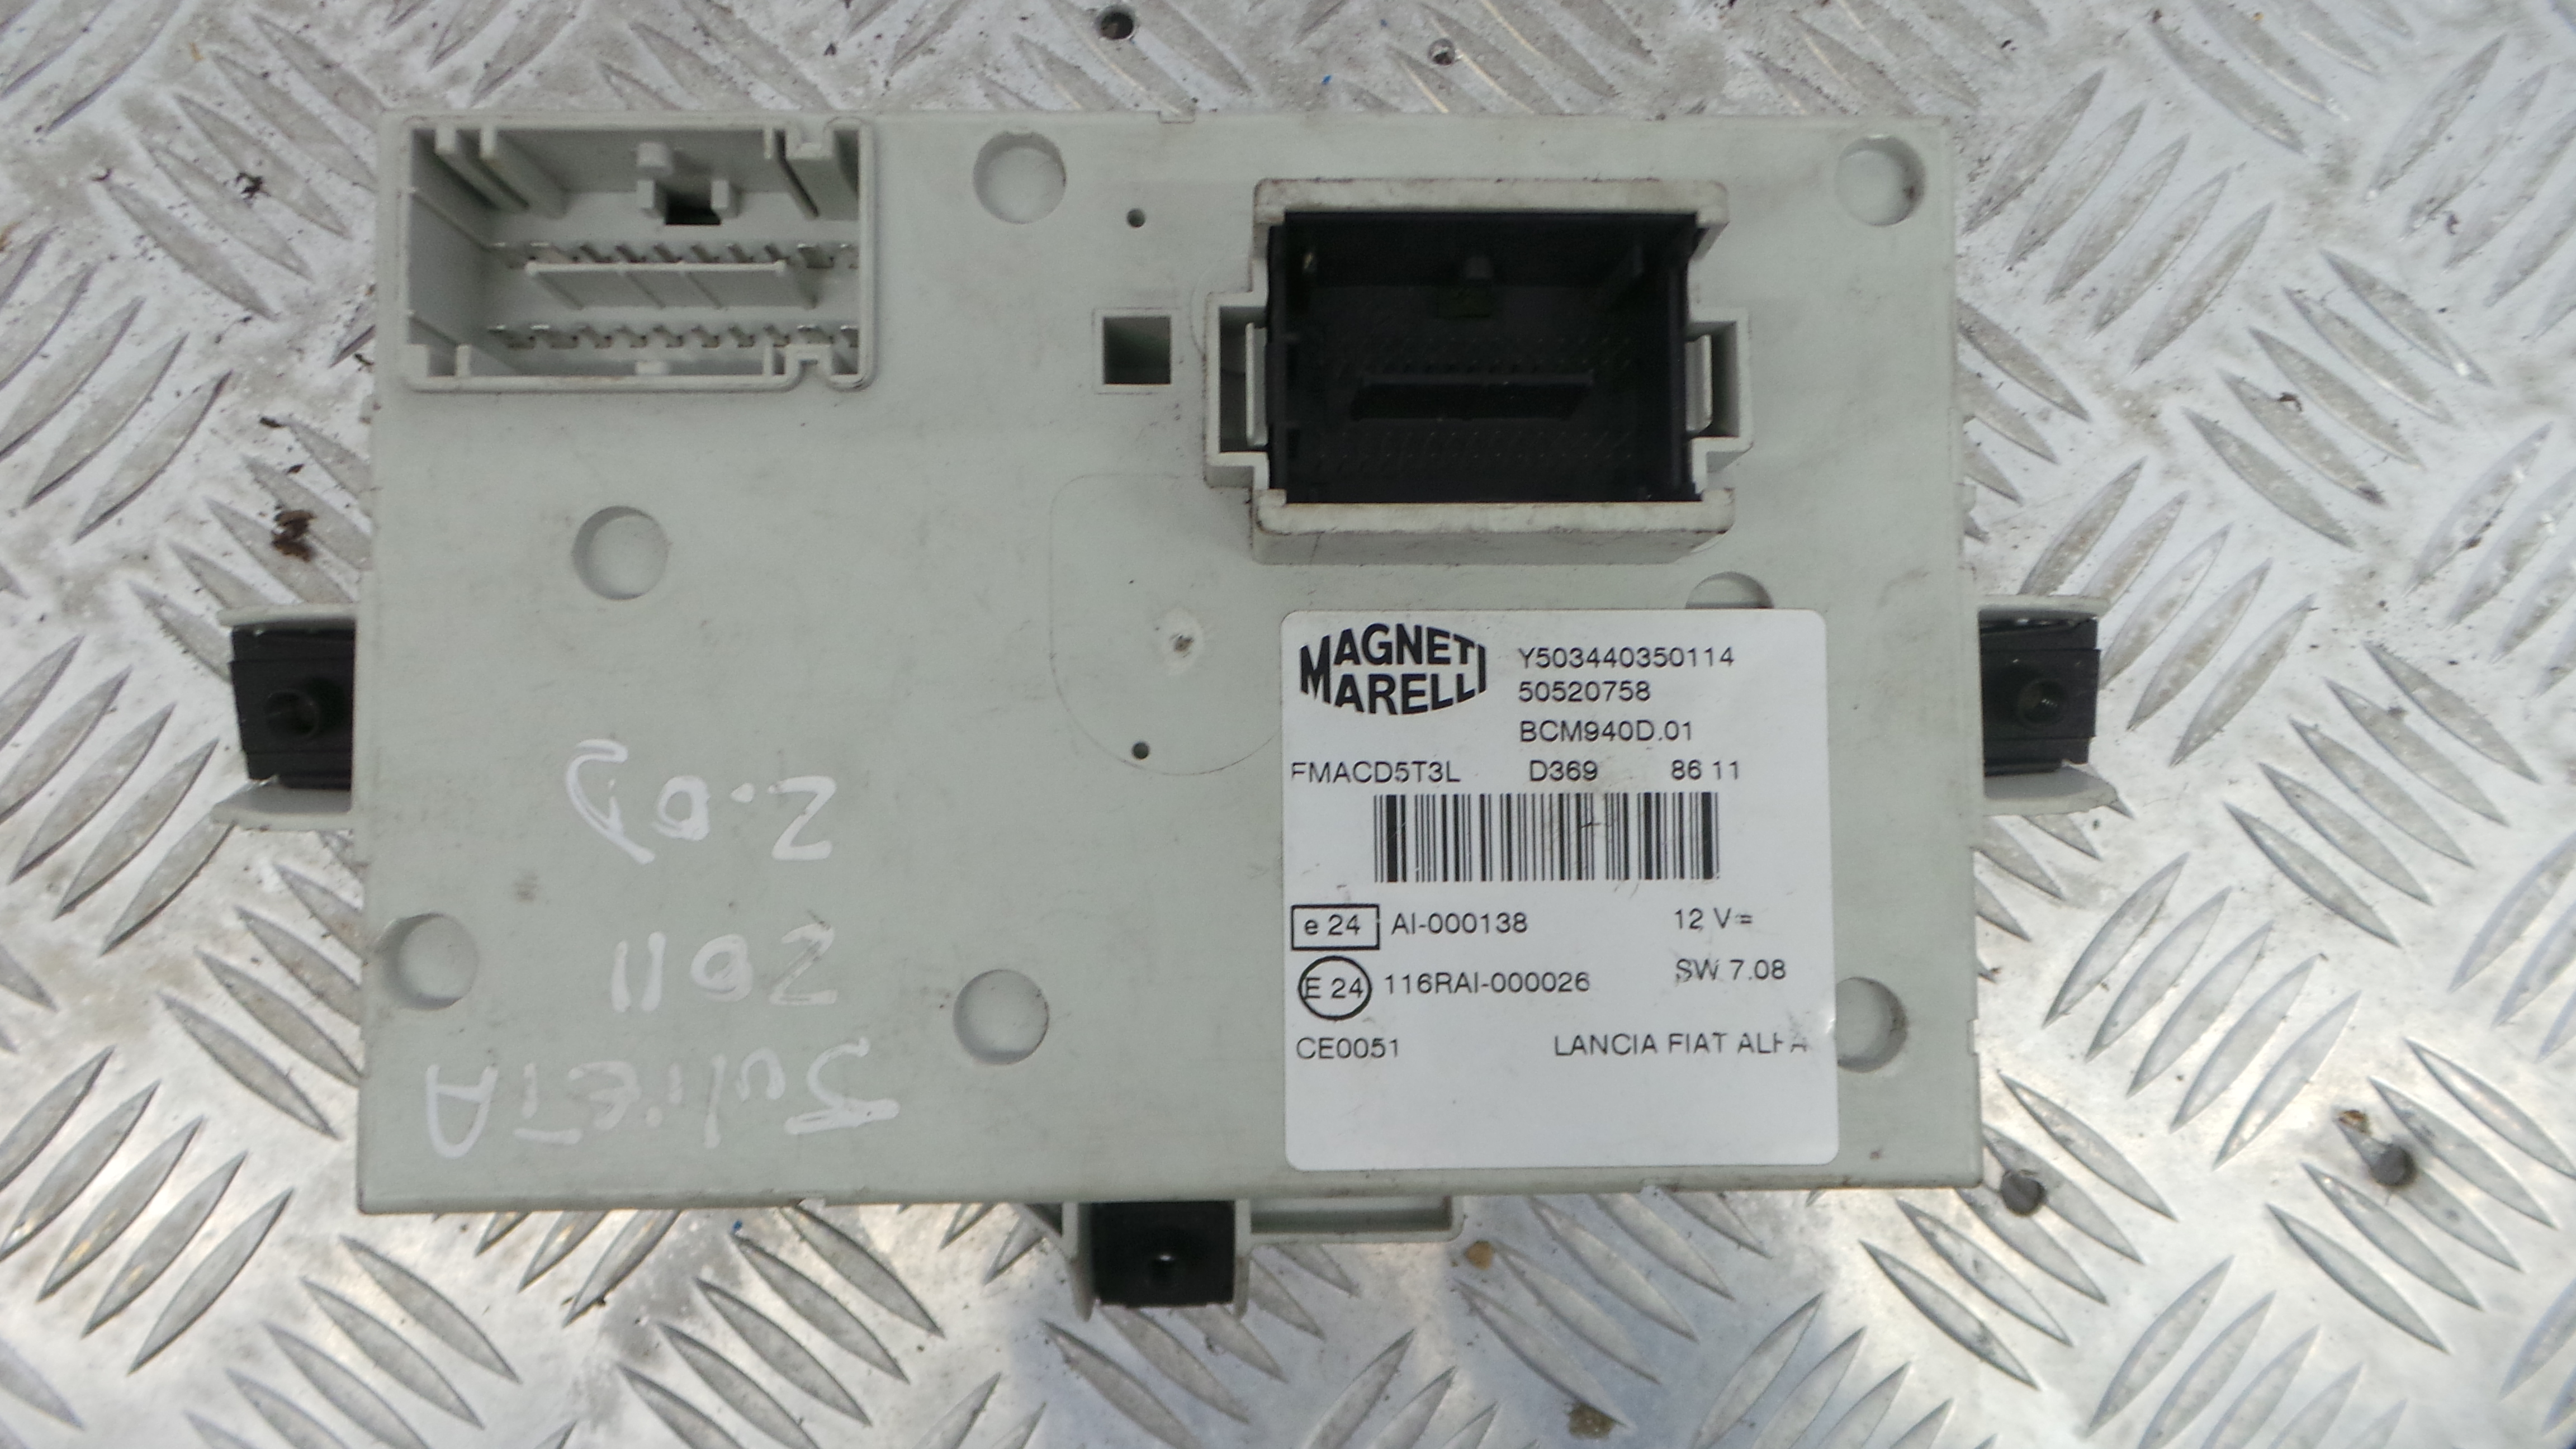 MAGNETI MARELLI
Y503440350114
50520758
BCM940D.01
FMACD5T3L D369 86 11
e 24 AI-000138 12 V=
E 24 116RAI-000026 SW 7.08
CE0051 LANCIA FIAT ALFA
JuliETA
2011
2.0D